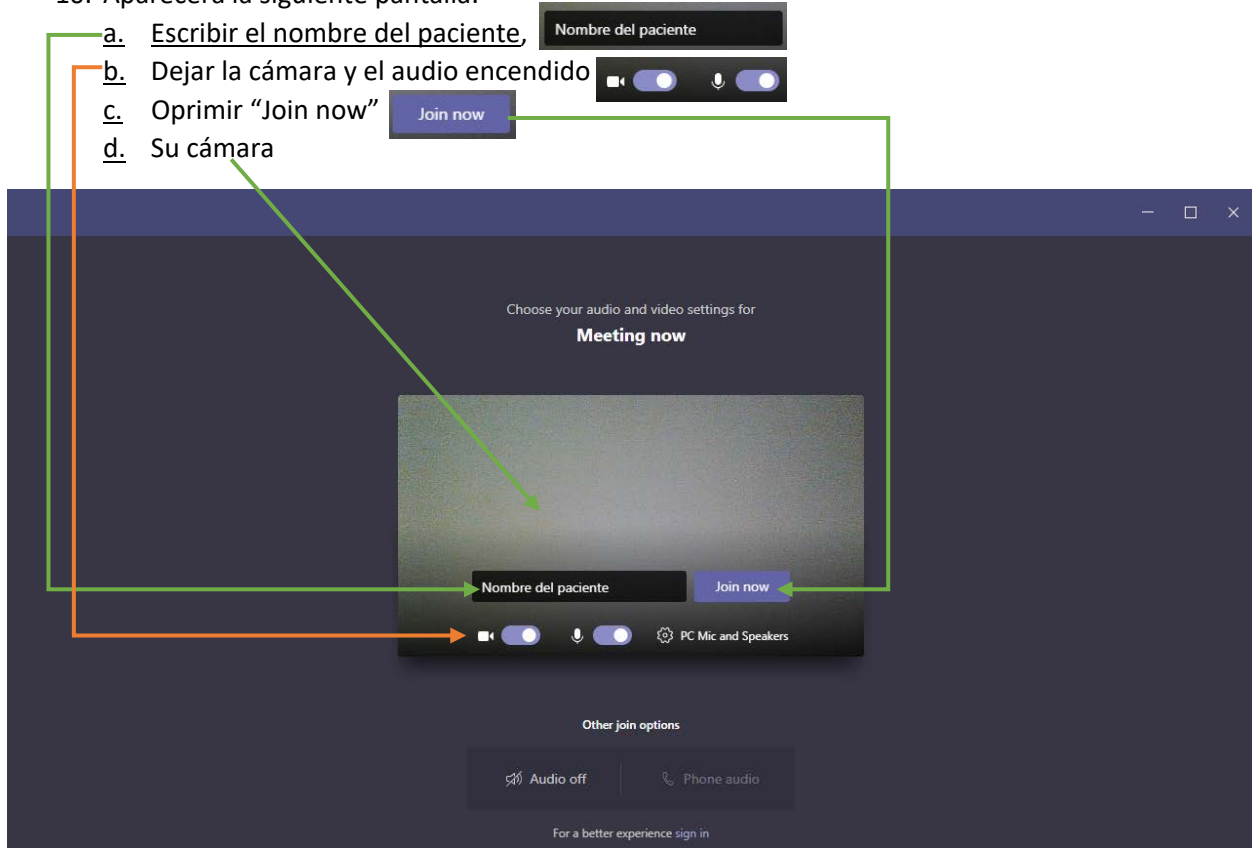 10. Aparecerá la siguiente pantalla:
a. Escribir el nombre del paciente, Nombre del paciente
b. Dejar la cámara y el audio encendido
c. Oprimir “Join now” Join now
d. Su cámara
Choose your audio and video settings for
Meeting now
Nombre del paciente Join now
PC Mic and Speakers
Other join options
Audio off Phone audio
For a better experience sign in